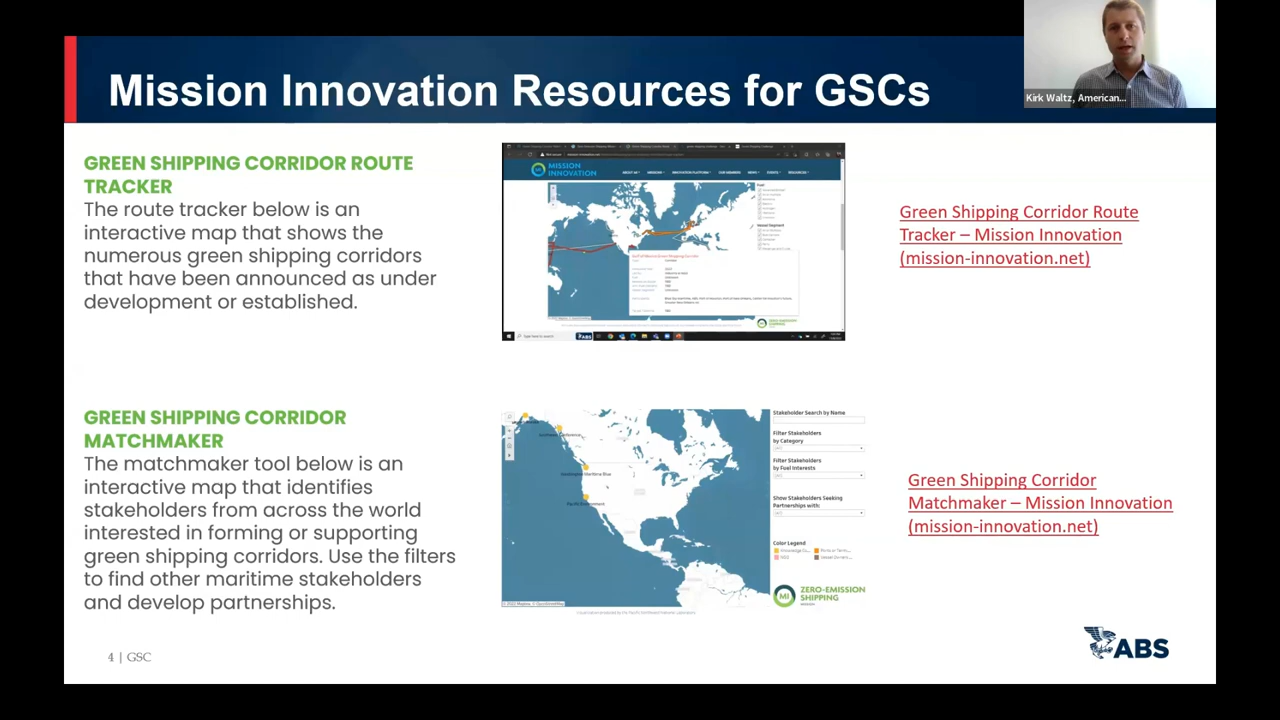 Mission Innovation Resources for GSCs
Kirk Waltz, American...
GREEN SHIPPING CORRIDOR ROUTE
TRACKER
The route tracker below is an
interactive map that shows the
numerous green shipping corridors
that have been announced as under
development or established.
MISSION
INNOVATION
Green Shipping Corridor Route
Tracker – Mission Innovation
(mission-innovation.net)
GREEN SHIPPING CORRIDOR
MATCHMAKER
The matchmaker tool below is an
interactive map that identifies
stakeholders from across the world
interested in forming or supporting
green shipping corridors. Use the filters
to find other maritime stakeholders
and develop partnerships.
Stakeholder Search by Name
Filter Stakeholders
by Category
Filter Stakeholders
by Fuel Interests
Show Stakeholders Seeking
Partnerships with:
Color Legend
MI
ZERO-EMISSION
SHIPPING
MISSION
Green Shipping Corridor
Matchmaker – Mission Innovation
(mission-innovation.net)
4 | GSC
ABS